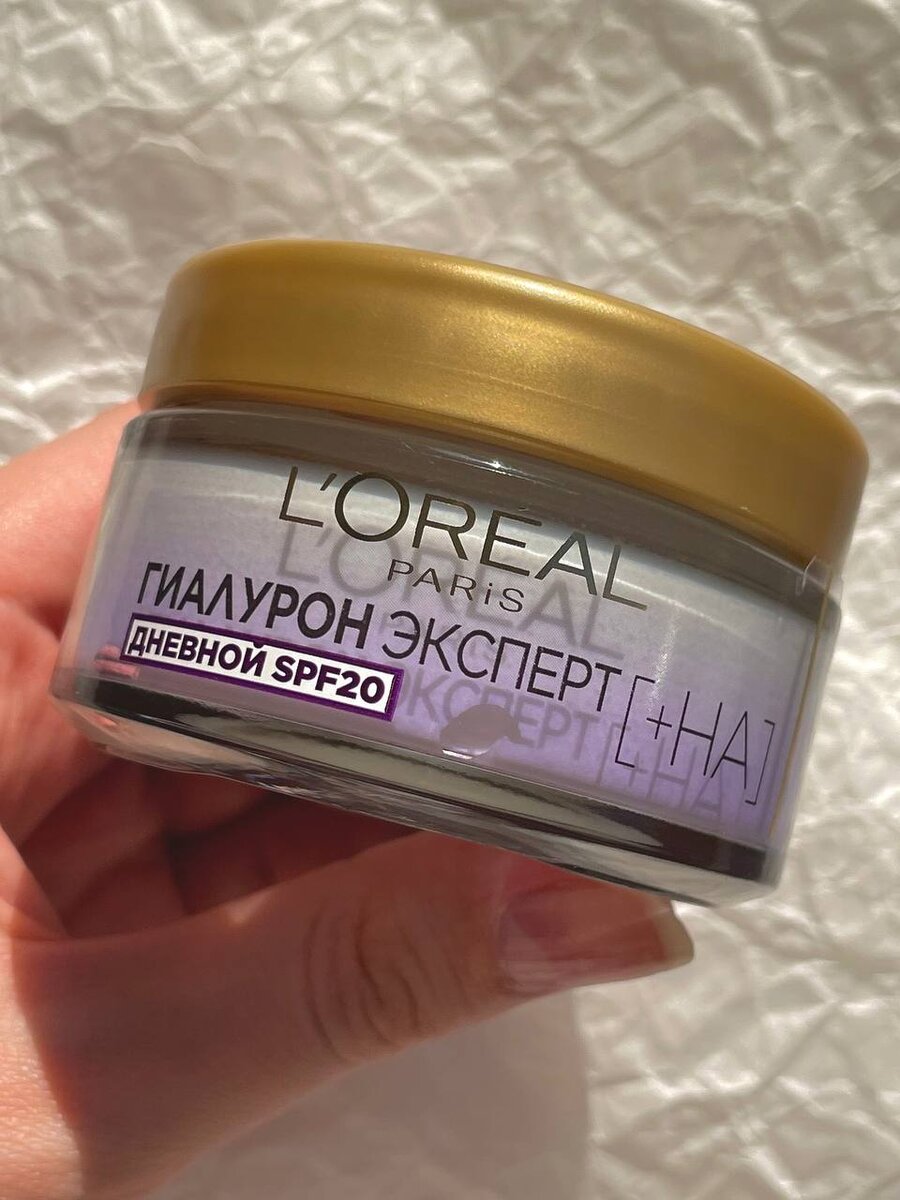 L'ORÉAL
PARiS
ГИАЛУРОН ЭКСПЕРТ [+HA]
ДНЕВНОЙ SPF20